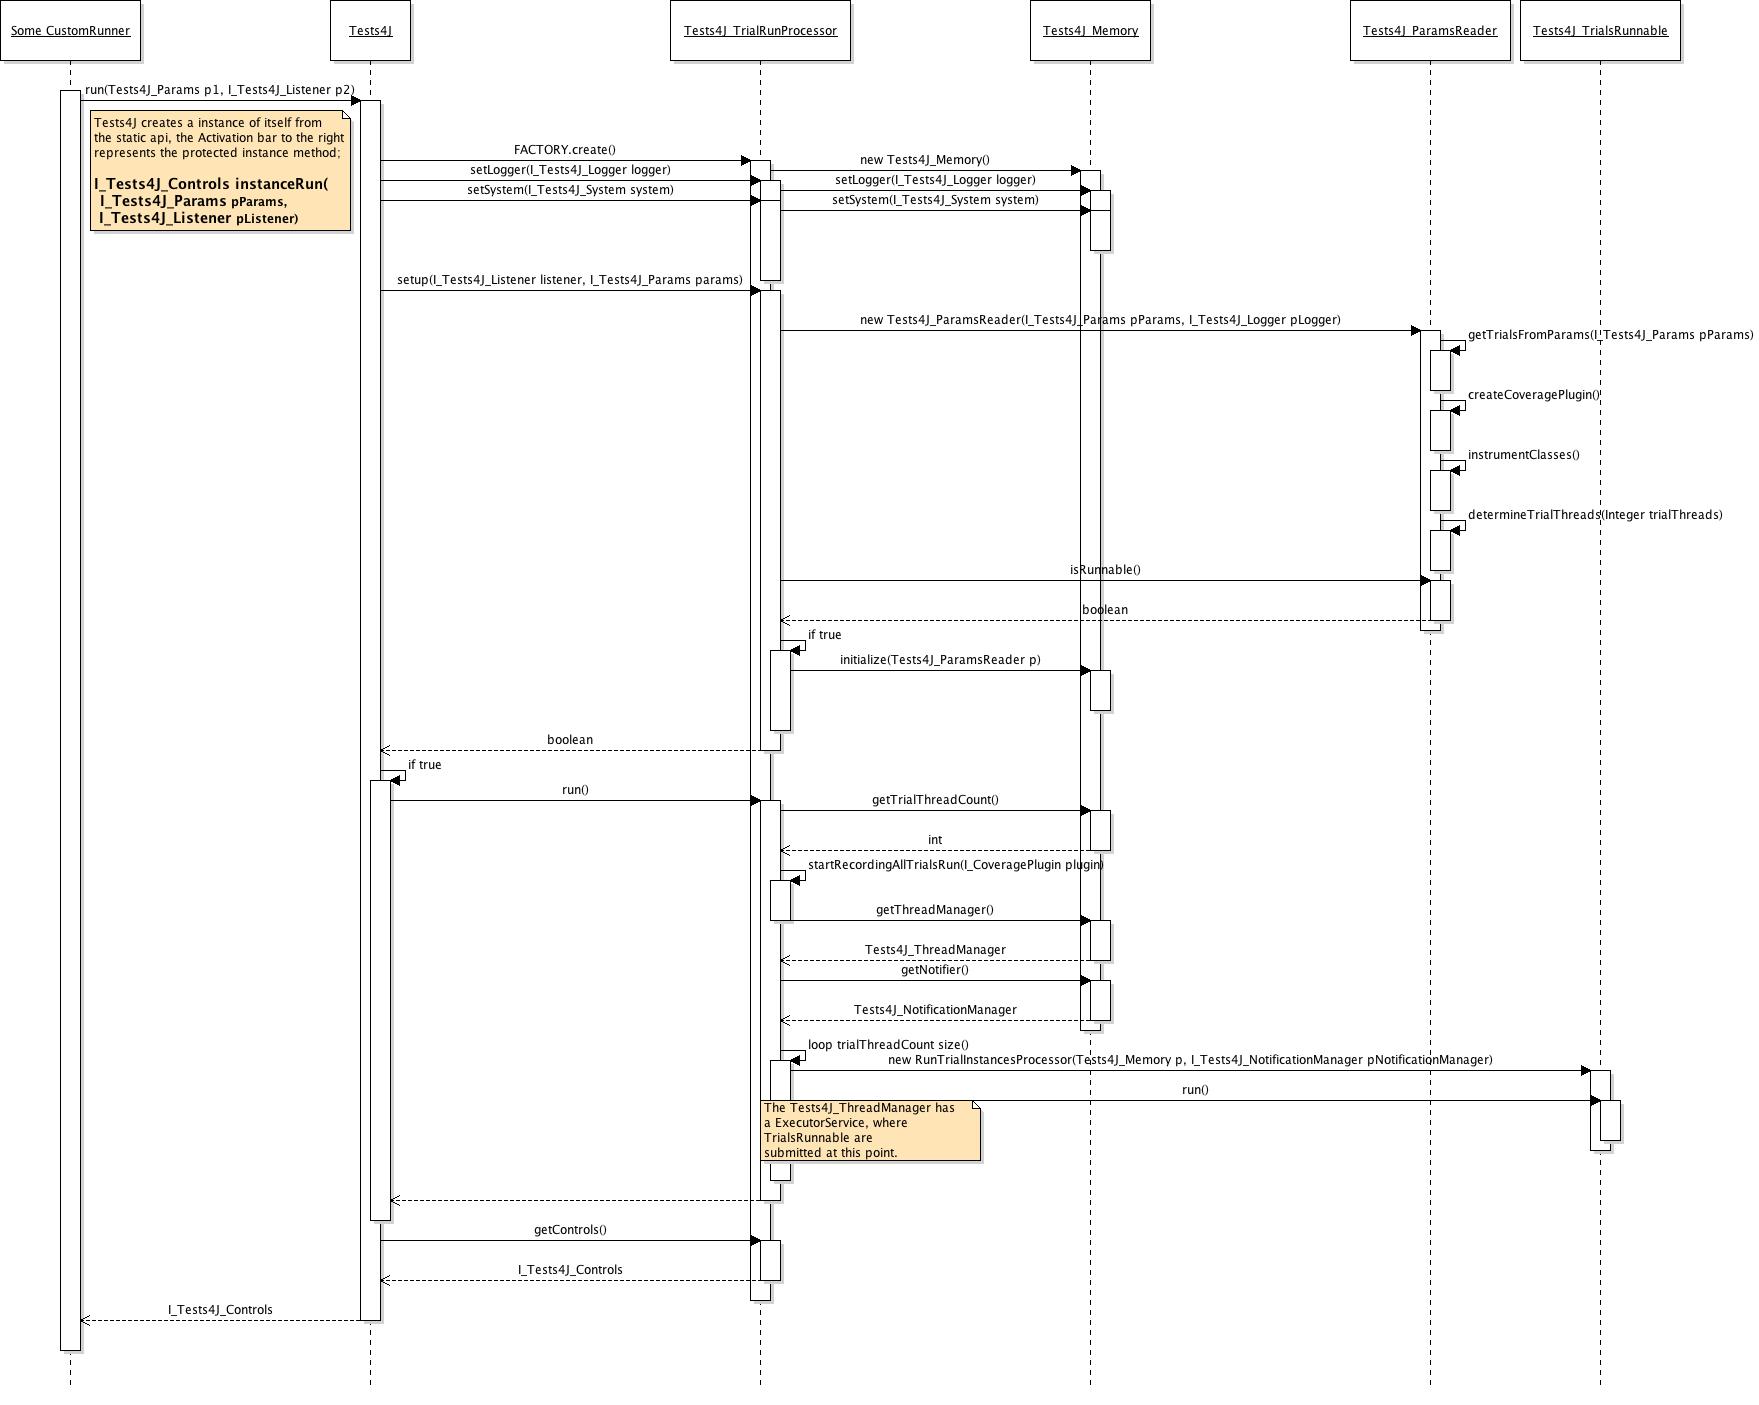 Some CustomRunner
Tests4J
Tests4J_TrialRunProcessor
Tests4J_Memory
Tests4J_ParamsReader
Tests4J_TrialsRunnable
run(Tests4J_Params p1, I_Tests4J_Listener p2)
Tests4J creates a instance of itself from
the static api, the Activation bar to the right
represents the protected instance method;
I_Tests4J_Controls instanceRun(
I_Tests4J_Params pParams,
I_Tests4J_Listener pListener)
FACTORY.create()
new Tests4J_Memory()
setLogger(I_Tests4J_Logger logger)
setLogger(I_Tests4J_Logger logger)
setSystem(I_Tests4J_System system)
setSystem(I_Tests4J_System system)
setup(I_Tests4J_Listener listener, I_Tests4J_Params params)
new Tests4J_ParamsReader(I_Tests4J_Params pParams, I_Tests4J_Logger pLogger)
getTrialsFromParams(I_Tests4J_Params pParams)
createCoveragePlugin()
instrumentClasses()
determineTrialThreads(Integer trialThreads)
isRunnable()
boolean
if true
initialize(Tests4J_ParamsReader p)
boolean
if true
run()
getTrialThreadCount()
int
startRecordingAllTrialsRun(I_CoveragePlugin plugin)
getThreadManager()
Tests4J_ThreadManager
getNotifier()
Tests4J_NotificationManager
loop trialThreadCount size()
new RunTrialInstancesProcessor(Tests4J_Memory p, I_Tests4J_NotificationManager pNotificationManager)
run()
The Tests4J_ThreadManager has
a ExecutorService, where
TrialsRunnable are
submitted at this point.
getControls()
I_Tests4J_Controls
I_Tests4J_Controls